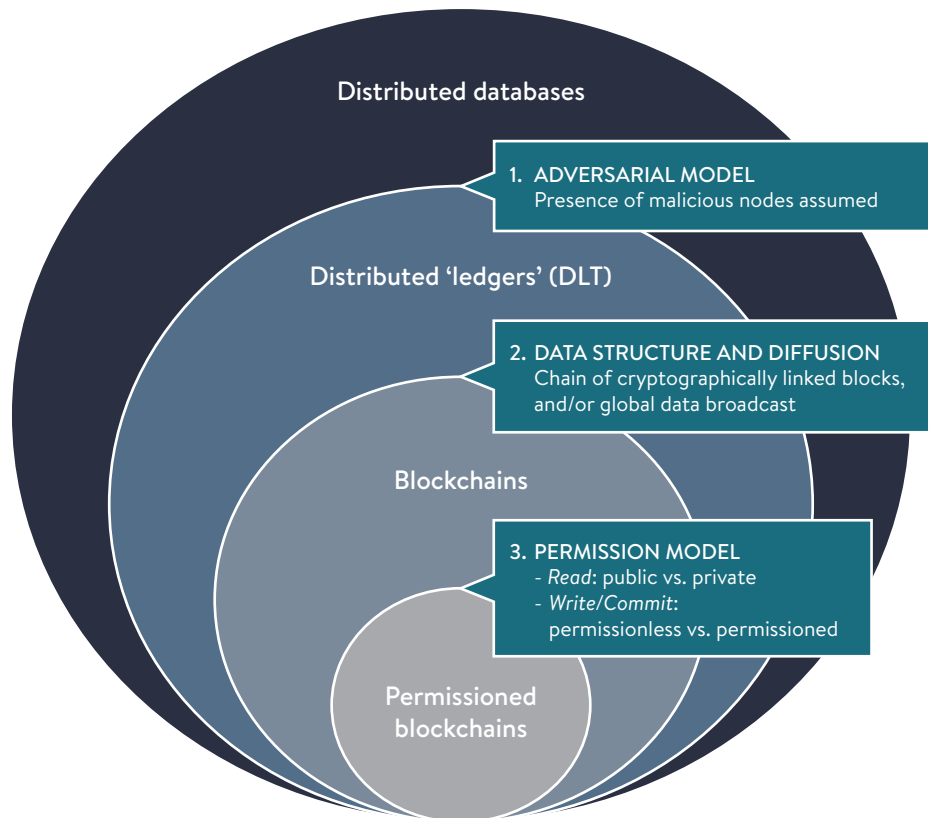 Distributed databases
1. ADVERSARIAL MODEL
Presence of malicious nodes assumed
Distributed ‘ledgers’ (DLT)
2. DATA STRUCTURE AND DIFFUSION
Chain of cryptographically linked blocks,
and/or global data broadcast
Blockchains
3. PERMISSION MODEL
- Read: public vs. private
- Write/Commit:
permissionless vs. permissioned
Permissioned
blockchains